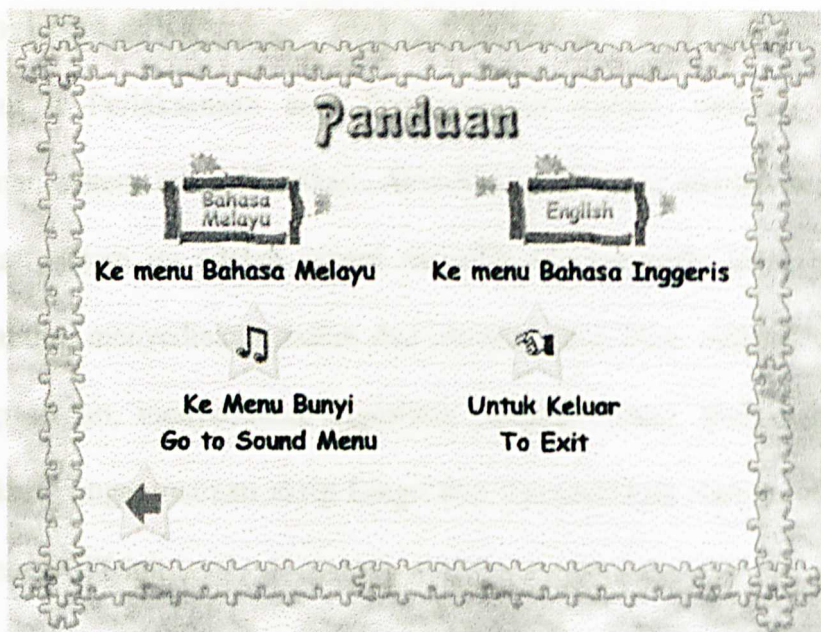 Panduan
Bahasa
Melayu
English
Ke menu Bahasa Melayu
Ke menu Bahasa Inggeris
Ke Menu Bunyi
Go to Sound Menu
Untuk Keluar
To Exit